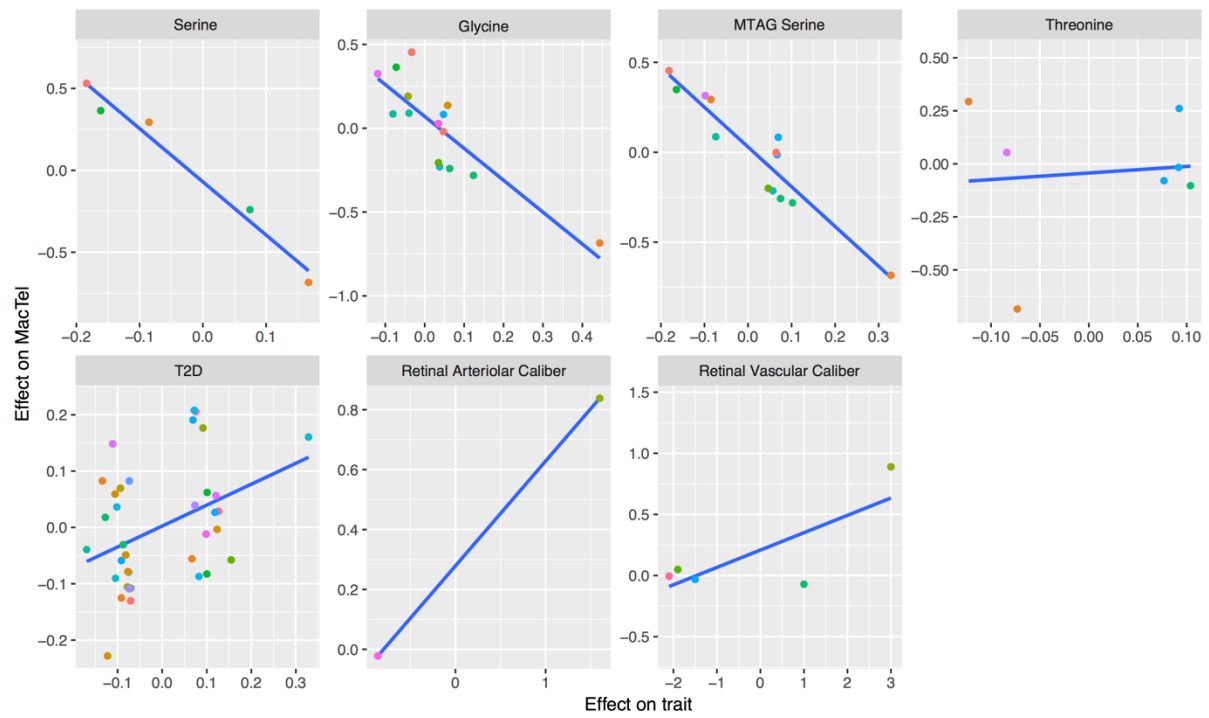 Serine
Glycine
MTAG Serine
Threonine
0.5
0.0
−0.5
−0.2 −0.1 0.0 0.1
0.5
0.0
−0.5
−1.0
−0.1 0.0 0.1 0.2 0.3 0.4
0.5
0.0
−0.5
−0.2 −0.1 0.0 0.1 0.2 0.3
0.50
0.25
0.00
−0.25
−0.50
−0.10 −0.05 0.00 0.05 0.10
Effect on MacTel
T2D
Retinal Arteriolar Caliber
Retinal Vascular Caliber
0.2
0.1
0.0
−0.1
−0.2
−0.1 0.0 0.1 0.2 0.3
0.8
0.6
0.4
0.2
0.0
0 1
1.5
1.0
0.5
0.0
−0.5
−2 −1 0 1 2 3
Effect on trait